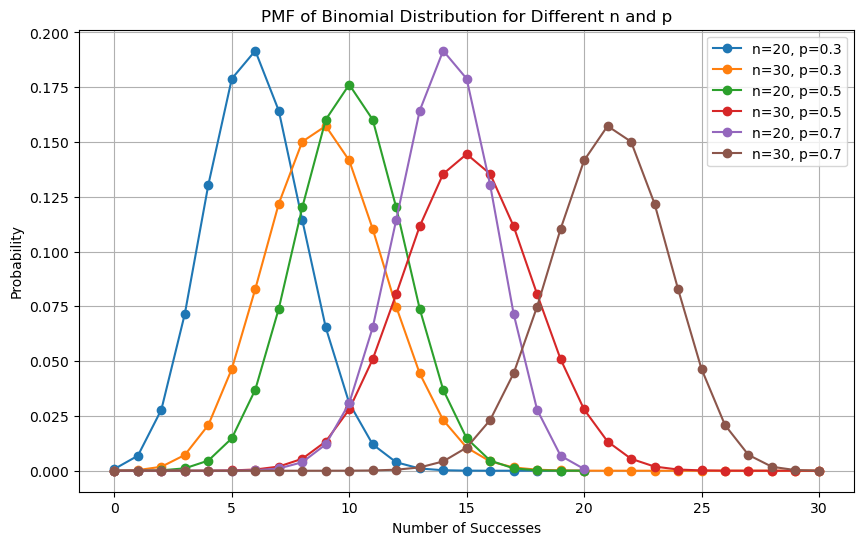 PMF of Binomial Distribution for Different n and p
n=20, p=0.3
n=30, p=0.3
n=20, p=0.5
n=30, p=0.5
n=20, p=0.7
n=30, p=0.7
Probability
0.200
0.175
0.150
0.125
0.100
0.075
0.050
0.025
0.000
0 5 10 15 20 25 30
Number of Successes